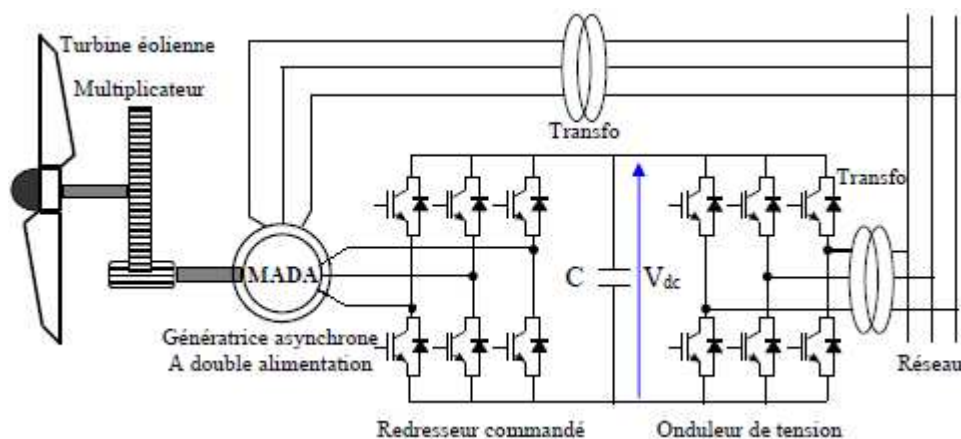 Turbine éolienne
Multiplicateur
Transfo
Transfo
MADA
C
Vdc
Génératrice asynchrone
A double alimentation
Réseau
Redresseur commandé
Onduleur de tension